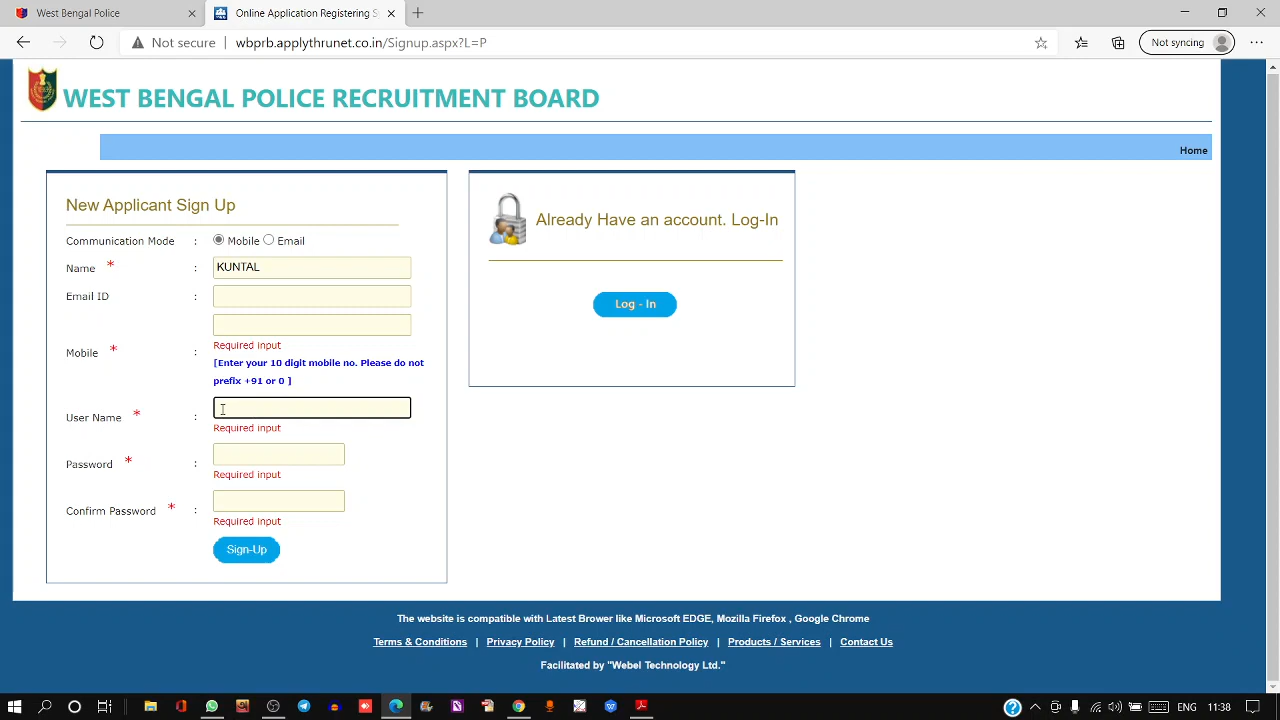 West Bengal Police Recruitment B
West Bengal Police Recruitment S
Not secure | wbprb.applythrunet.co.in/Signup.aspx?L=P
Not syncing
WEST BENGAL POLICE RECRUITMENT BOARD
Home
New Applicant Sign Up
Communication Mode : Mobile Email
Name * : KUNTAL
Email ID :
Required input
Mobile * :
[Enter your 10 digit mobile no. Please do not
prefix +91 or 0 ]
User Name * :
Required input
Password * :
Required input
Confirm Password * :
Required input
Sign-Up
Already Have an account. Log-In
Log - In
The website is compatible with Latest Brower like Microsoft EDGE, Mozilla Firefox , Google Chrome
Terms & Conditions | Privacy Policy | Refund / Cancellation Policy | Products / Services | Contact Us
Facilitated by "Webel Technology Ltd."
ENG 11:38